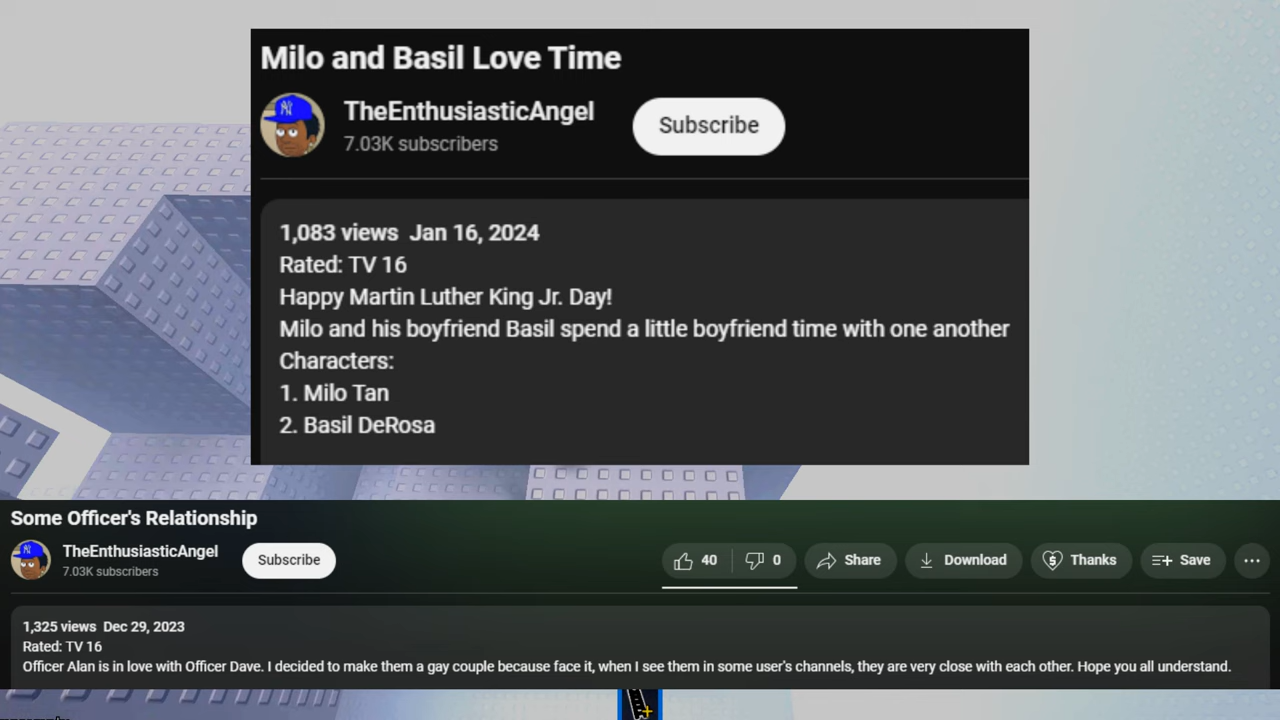 Milo and Basil Love Time
TheEnthusiasticAngel
7.03K subscribers
Subscribe
1,083 views Jan 16, 2024
Rated: TV 16
Happy Martin Luther King Jr. Day!
Milo and his boyfriend Basil spend a little boyfriend time with one another
Characters:
1. Milo Tan
2. Basil DeRosa
Some Officer's Relationship
TheEnthusiasticAngel
7.03K subscribers
Subscribe
40
0
Share
Download
Thanks
Save
1,325 views Dec 29, 2023
Rated: TV 16
Officer Alan is in love with Officer Dave. I decided to make them a gay couple because face it, when I see them in some user's channels, they are very close with each other. Hope you all understand.